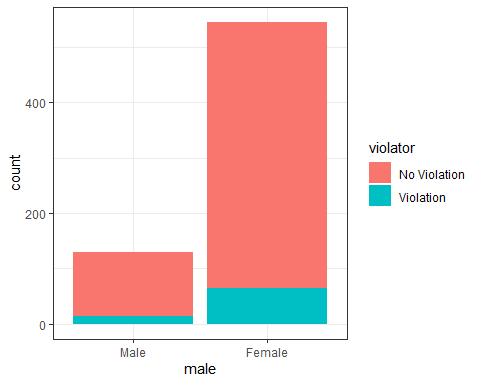 count
400
200
0
Male
Female
male
violator
No Violation
Violation